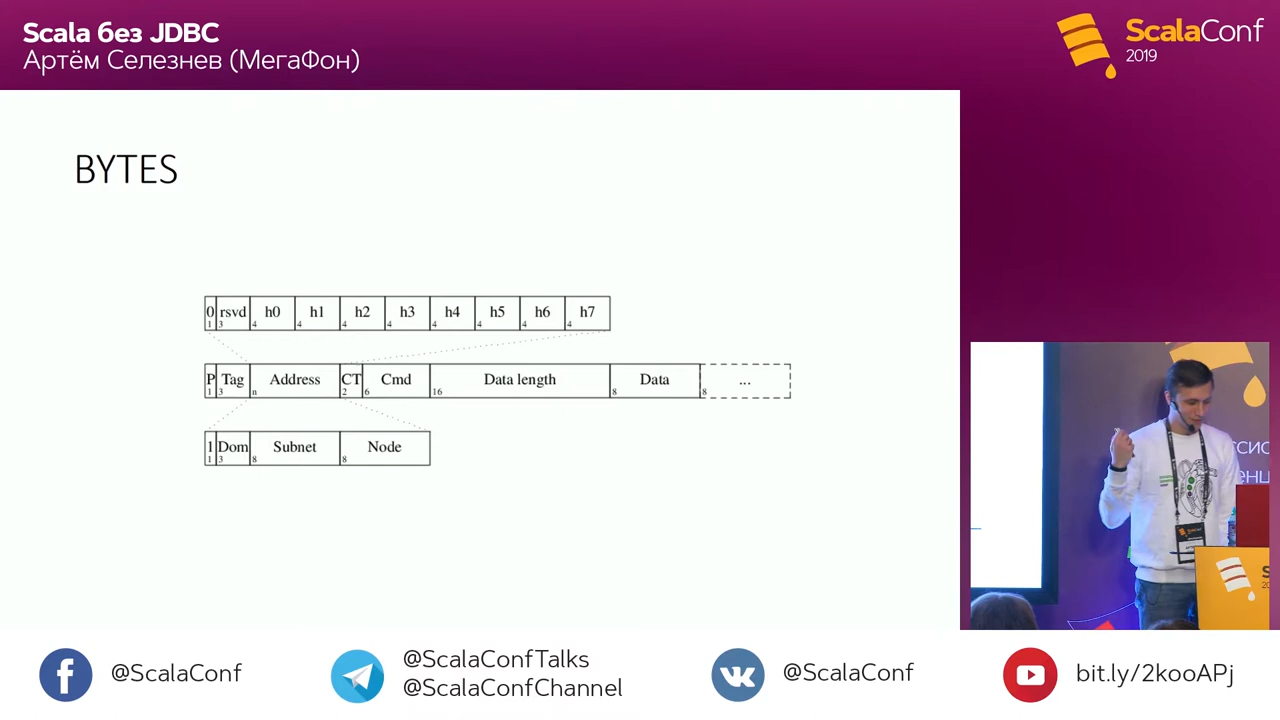 Scala без JDBC
Артём Селезнев (МегаФон)
ScalaConf
2019
BYTES
0 rsvd h0 h1 h2 h3 h4 h5 h6 h7
1 3 4 4 4 4 4 4 4 4
P Tag Address CT Cmd Data length Data ...
1 3 n 2 6 16 8 8
1 Dom Subnet Node
1 3 8 8
ссио
енц
ScalaConf
@ScalaConf
@ScalaConfTalks
@ScalaConfChannel
@ScalaConf
bit.ly/2kooAPj